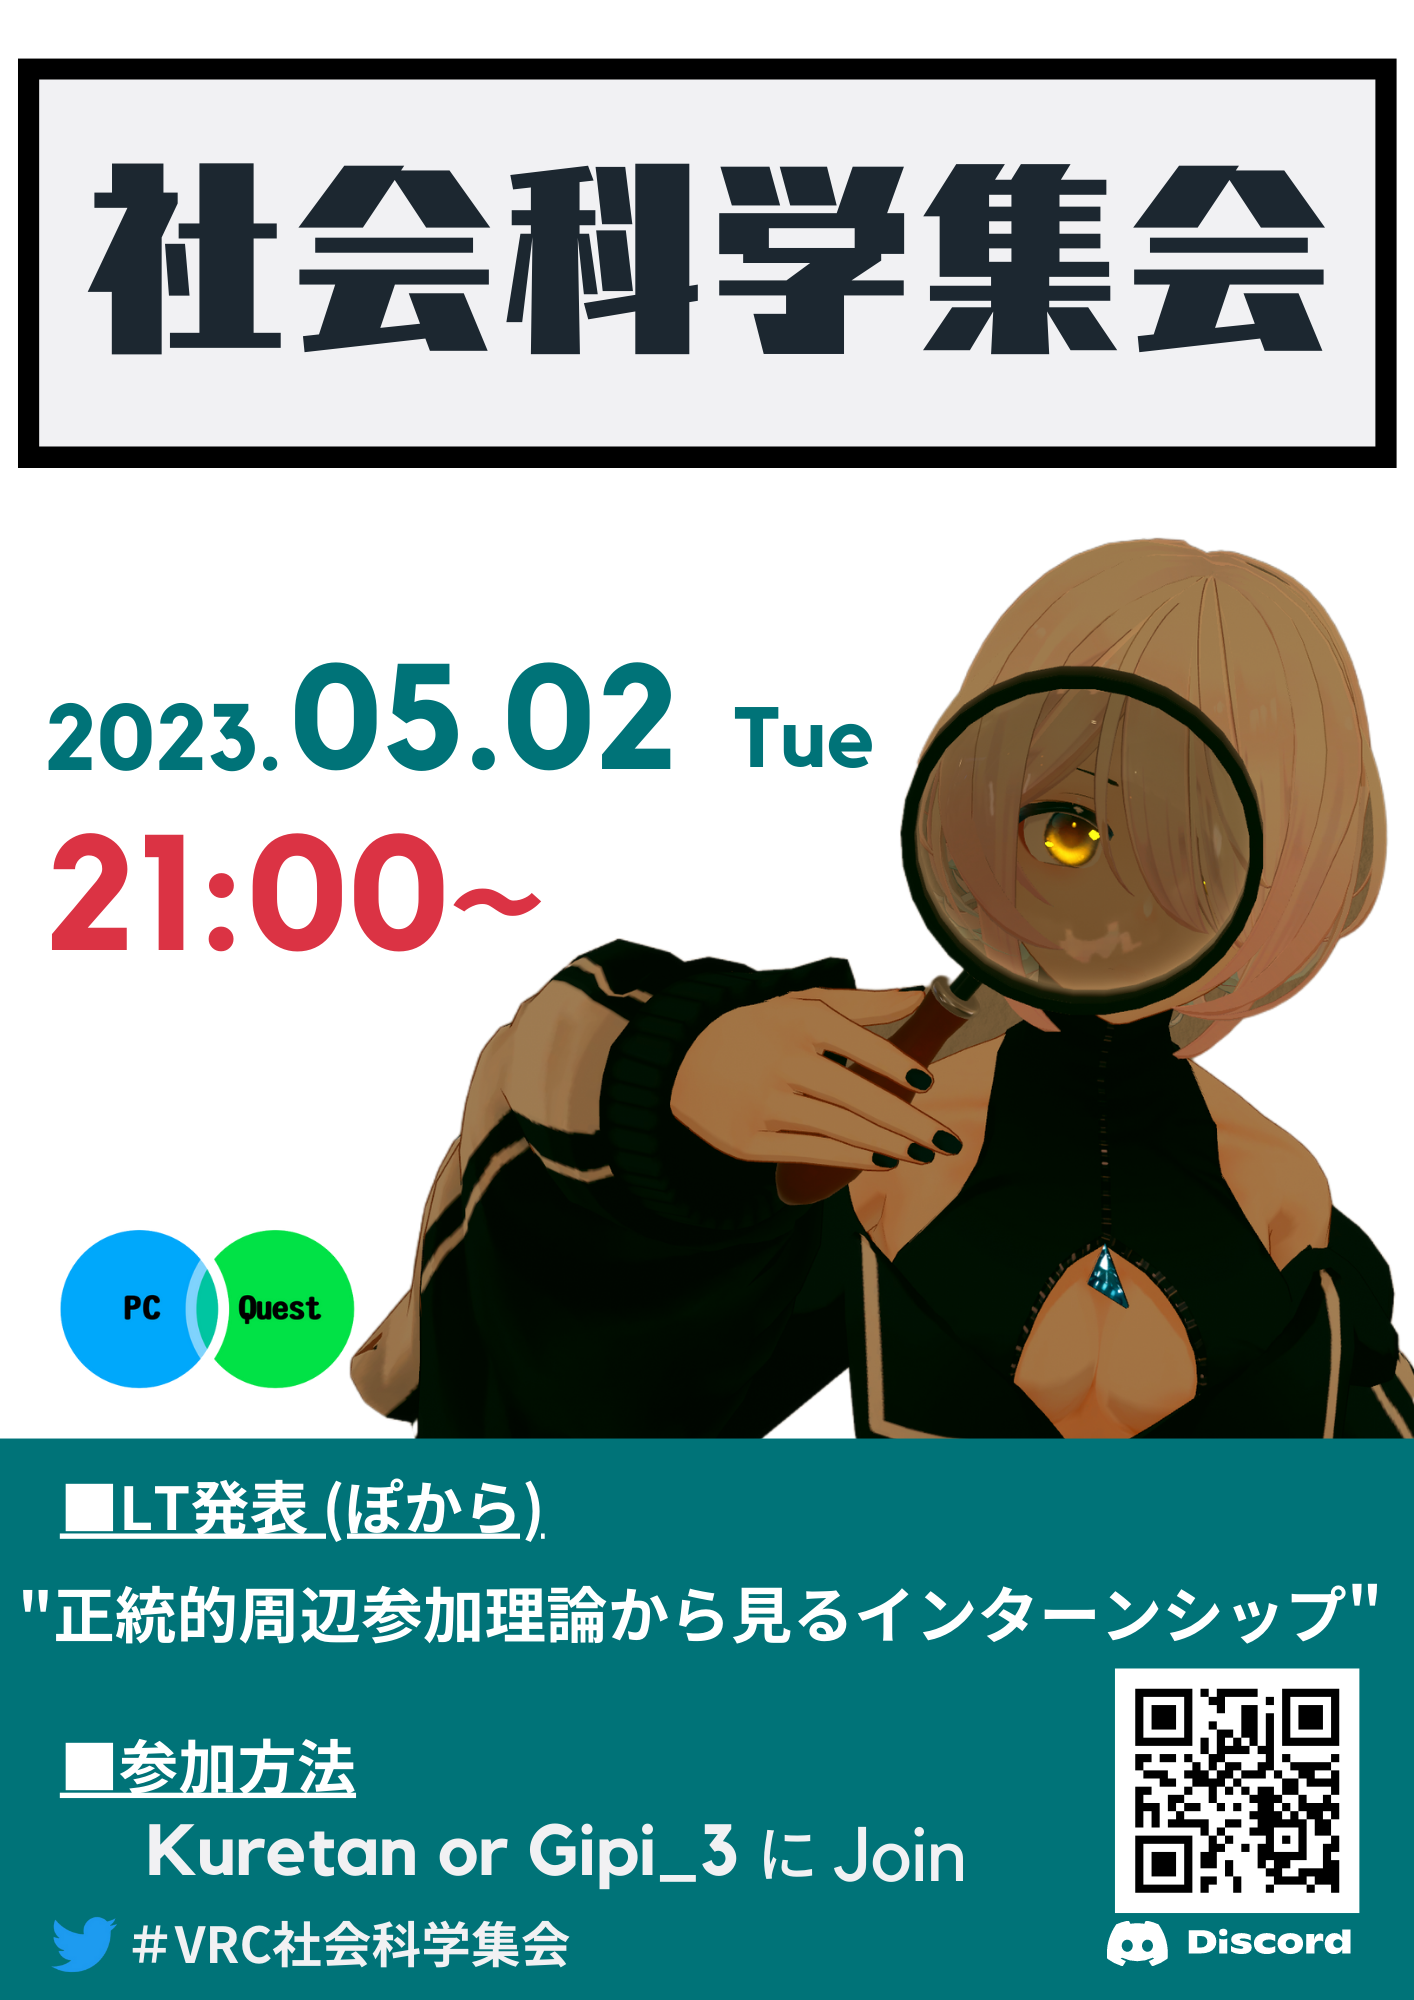 社会科学集会
2023.05.02 Tue
21:00～
PC Quest
■LT発表 (ぽから)
"正統的周辺参加理論から見るインターンシップ"
■参加方法
Kuretan or Gipi_3 に Join
#VRC社会科学集会
Discord